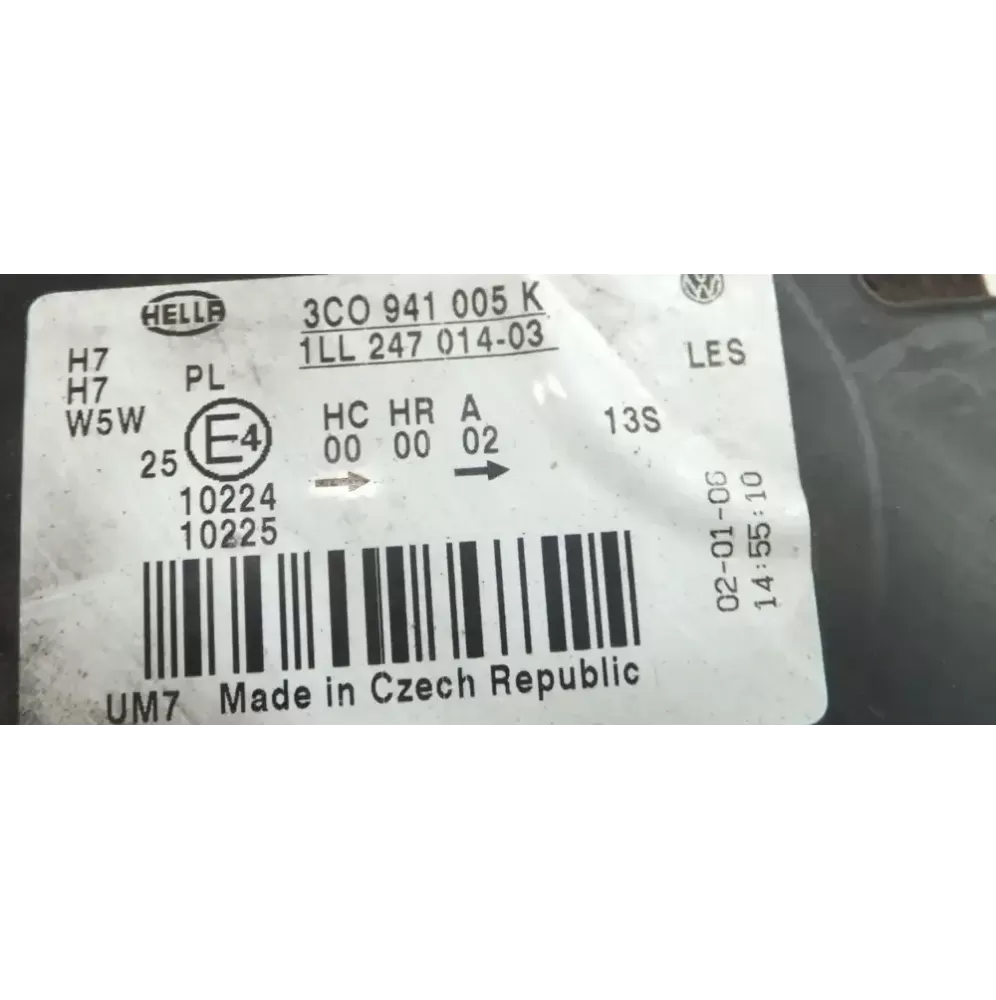 HELLA
3C0 941 005 K
1LL 247 014-03
H7
H7
W5W
PL
LES
25 E4
HC HR A
00 00 02
13S
10224
10225
02-01-06
14:55:10
UM7 Made in Czech Republic